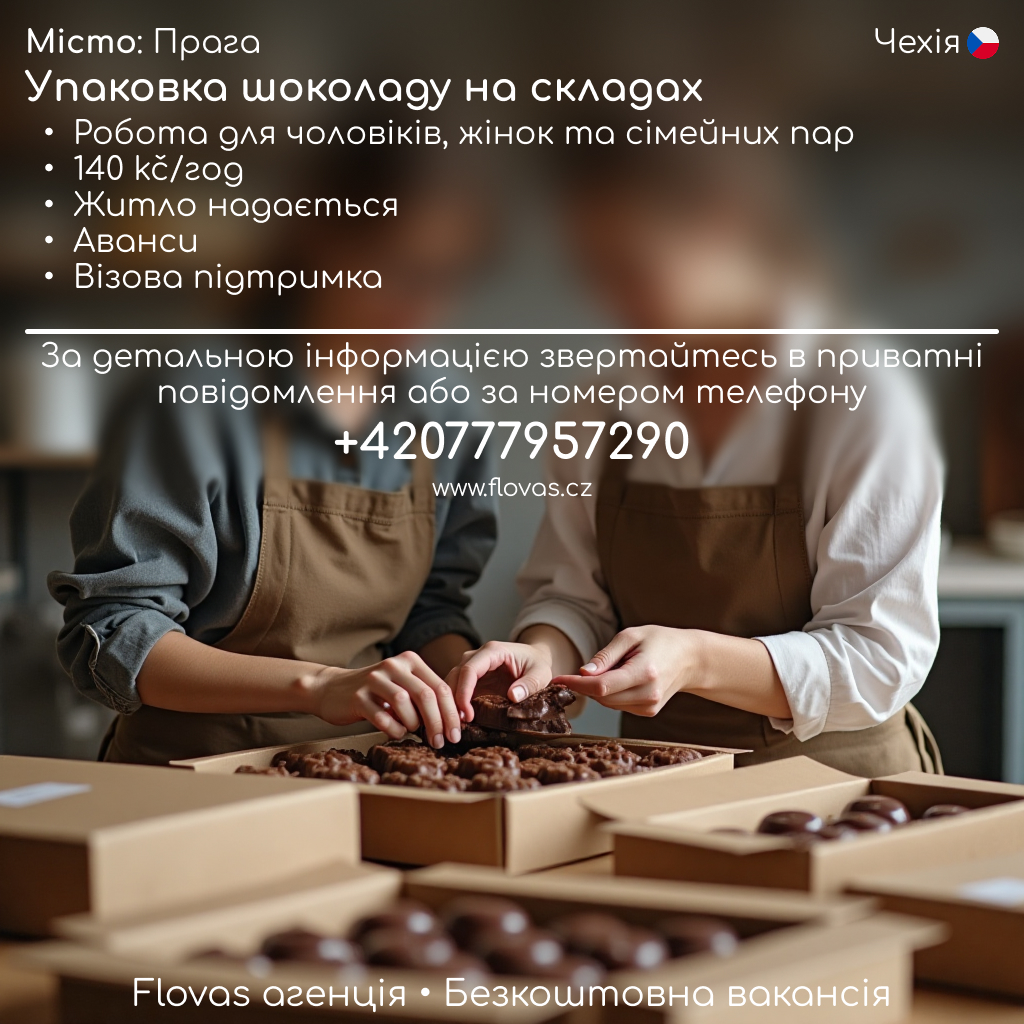 Місто: Прага
Чехія
Упаковка шоколаду на складах
• Робота для чоловіків, жінок та сімейних пар
• 140 kč/год
• Житло надається
• Аванси
• Візова підтримка
За детальною інформацією звертайтесь в приватні
повідомлення або за номером телефону
+420777957290
www.flovas.cz
Flovas агенція • Безкоштовна вакансія